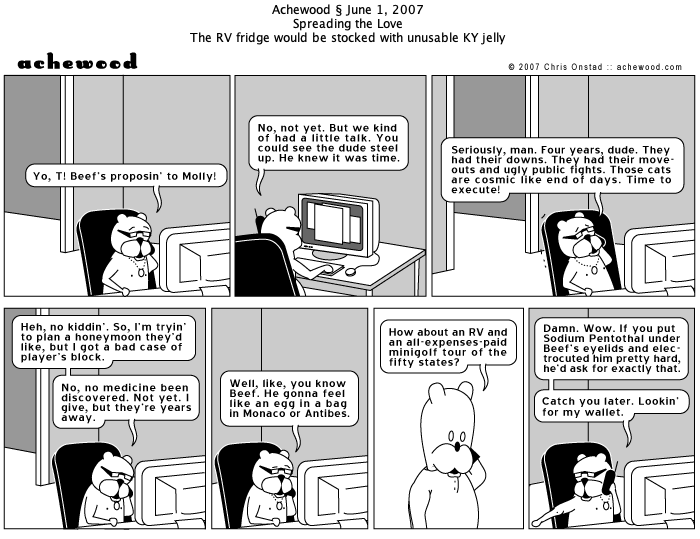 Achewood § June 1, 2007
Spreading the Love
The RV fridge would be stocked with unusable KY jelly
achewood
© 2007 Chris Onstad :: achewood.com
Yo, T! Beef's proposin' to Molly!
No, not yet. But we kind
of had a little talk. You
could see the dude steel
up. He knew it was time.
Seriously, man. Four years, dude. They
had their downs. They had their move-
outs and ugly public fights. Those cats
are cosmic like end of days. Time to
execute!
Heh, no kiddin'. So, I'm tryin'
to plan a honeymoon they'd
like, but I got a bad case of
player's block.
No, no medicine been
discovered. Not yet. I
give, but they're years
away.
Well, like, you know
Beef. He gonna feel
like an egg in a bag
in Monaco or Antibes.
How about an RV and
an all-expenses-paid
minigolf tour of the
fifty states?
Damn. Wow. If you put
Sodium Pentothal under
Beef's eyelids and elec-
trocuted him pretty hard,
he'd ask for exactly that.
Catch you later. Lookin'
for my wallet.